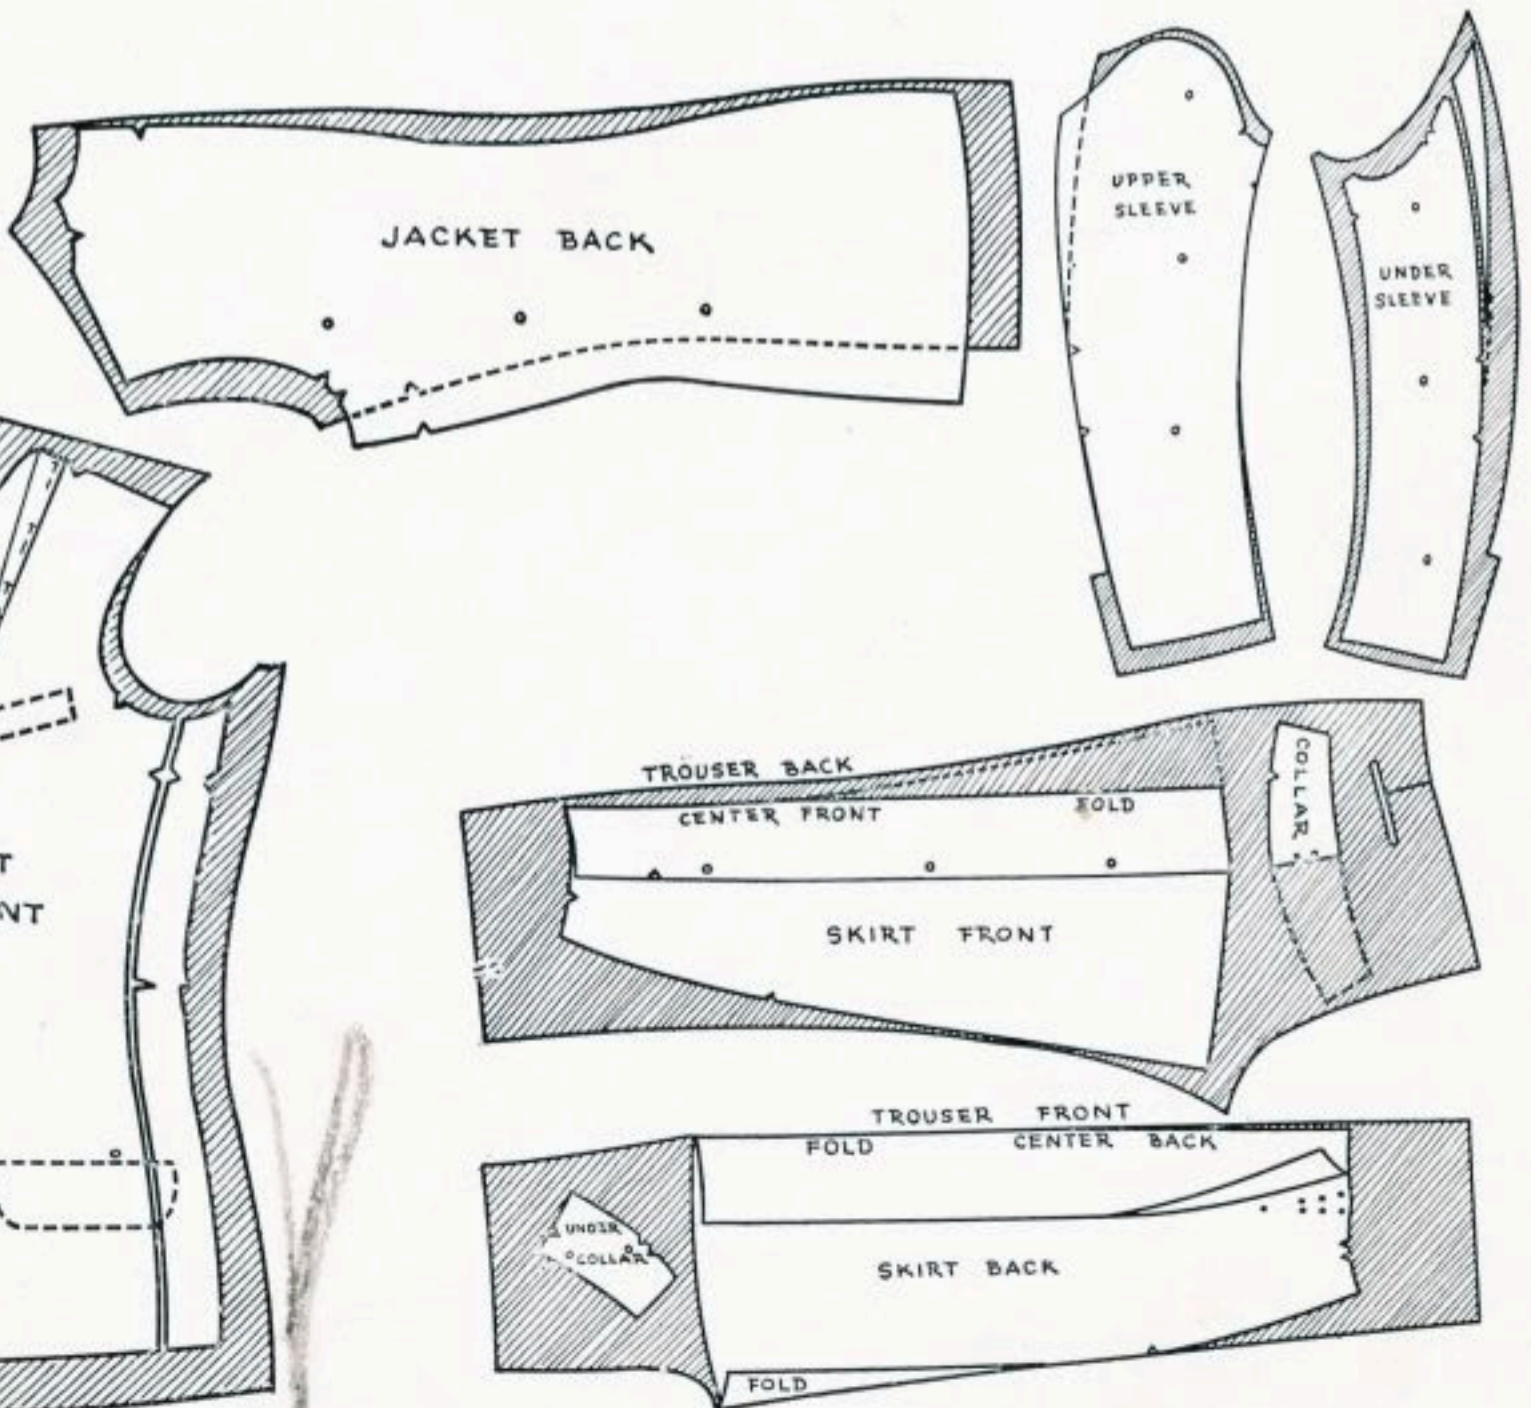 JACKET BACK
UPPER
SLEEVE
UNDER
SLEEVE
T
NT
TROUSER BACK
CENTER FRONT FOLD
COLLAR
SKIRT FRONT
TROUSER FRONT
FOLD CENTER BACK
UNDER
COLLAR
SKIRT BACK
FOLD